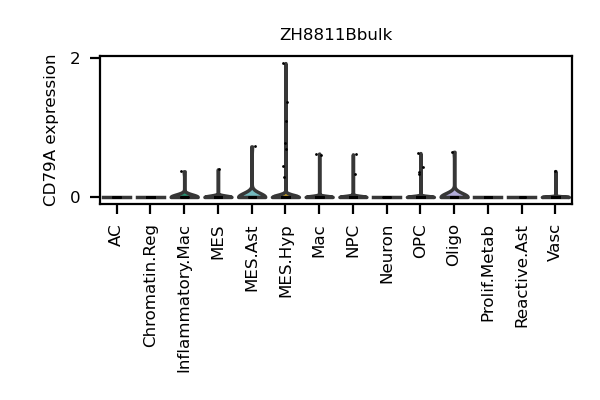 ZH8811Bbulk
CD79A expression
2
0
AC
Chromatin.Reg
Inflammatory.Mac
MES
MES.Ast
MES.Hyp
Mac
NPC
Neuron
OPC
Oligo
Prolif.Metab
Reactive.Ast
Vasc